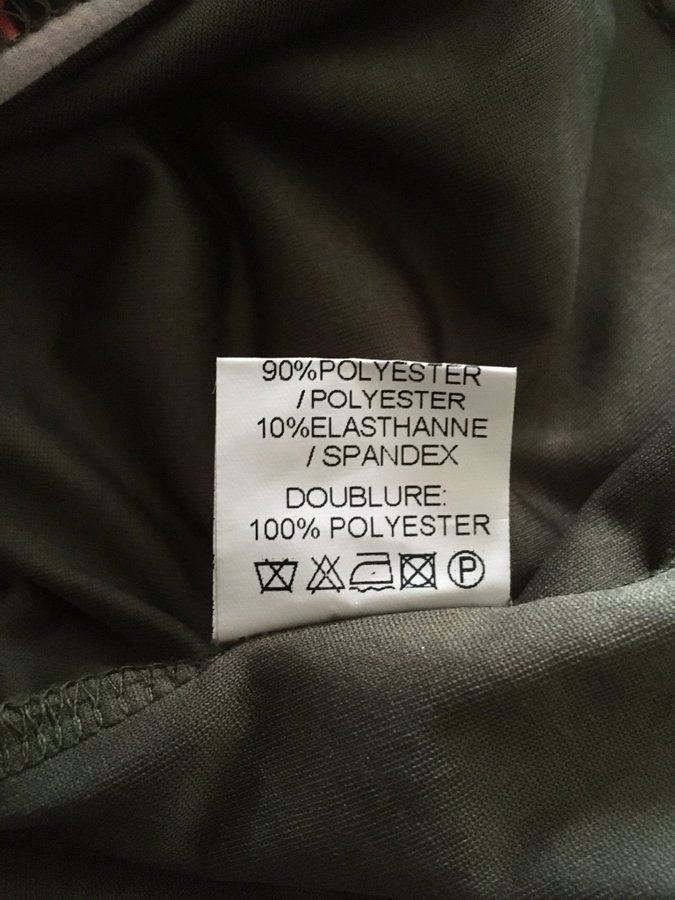 90%POLYESTER
/POLYESTER
10%ELASTHANNE
/SPANDEX
DOUBLURE:
100% POLYESTER
P